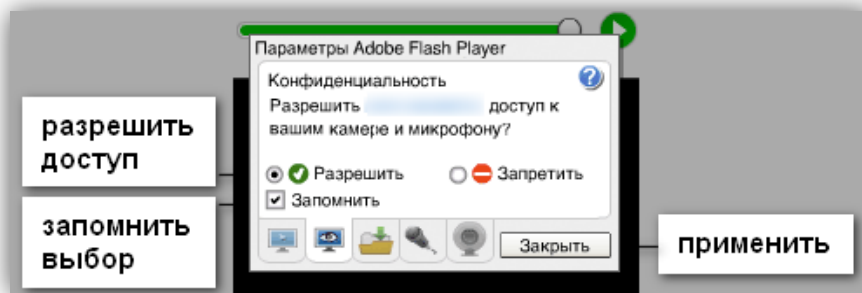 Параметры Adobe Flash Player
Конфиденциальность
Разрешить доступ к
вашим камере и микрофону?
Разрешить
Запретить
Запомнить
Закрыть
разрешить
доступ
запомнить
выбор
применить